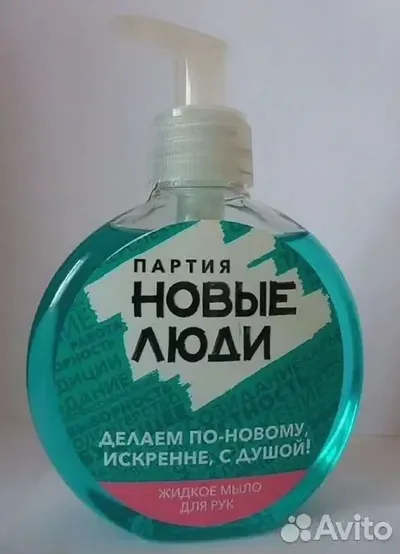 ПАРТИЯ
НОВЫЕ
ЛЮДИ
ДЕЛАЕМ ПО-НОВОМУ,
ИСКРЕННЕ, С ДУШОЙ!
ЖИДКОЕ МЫЛО
ДЛЯ РУК
Avito